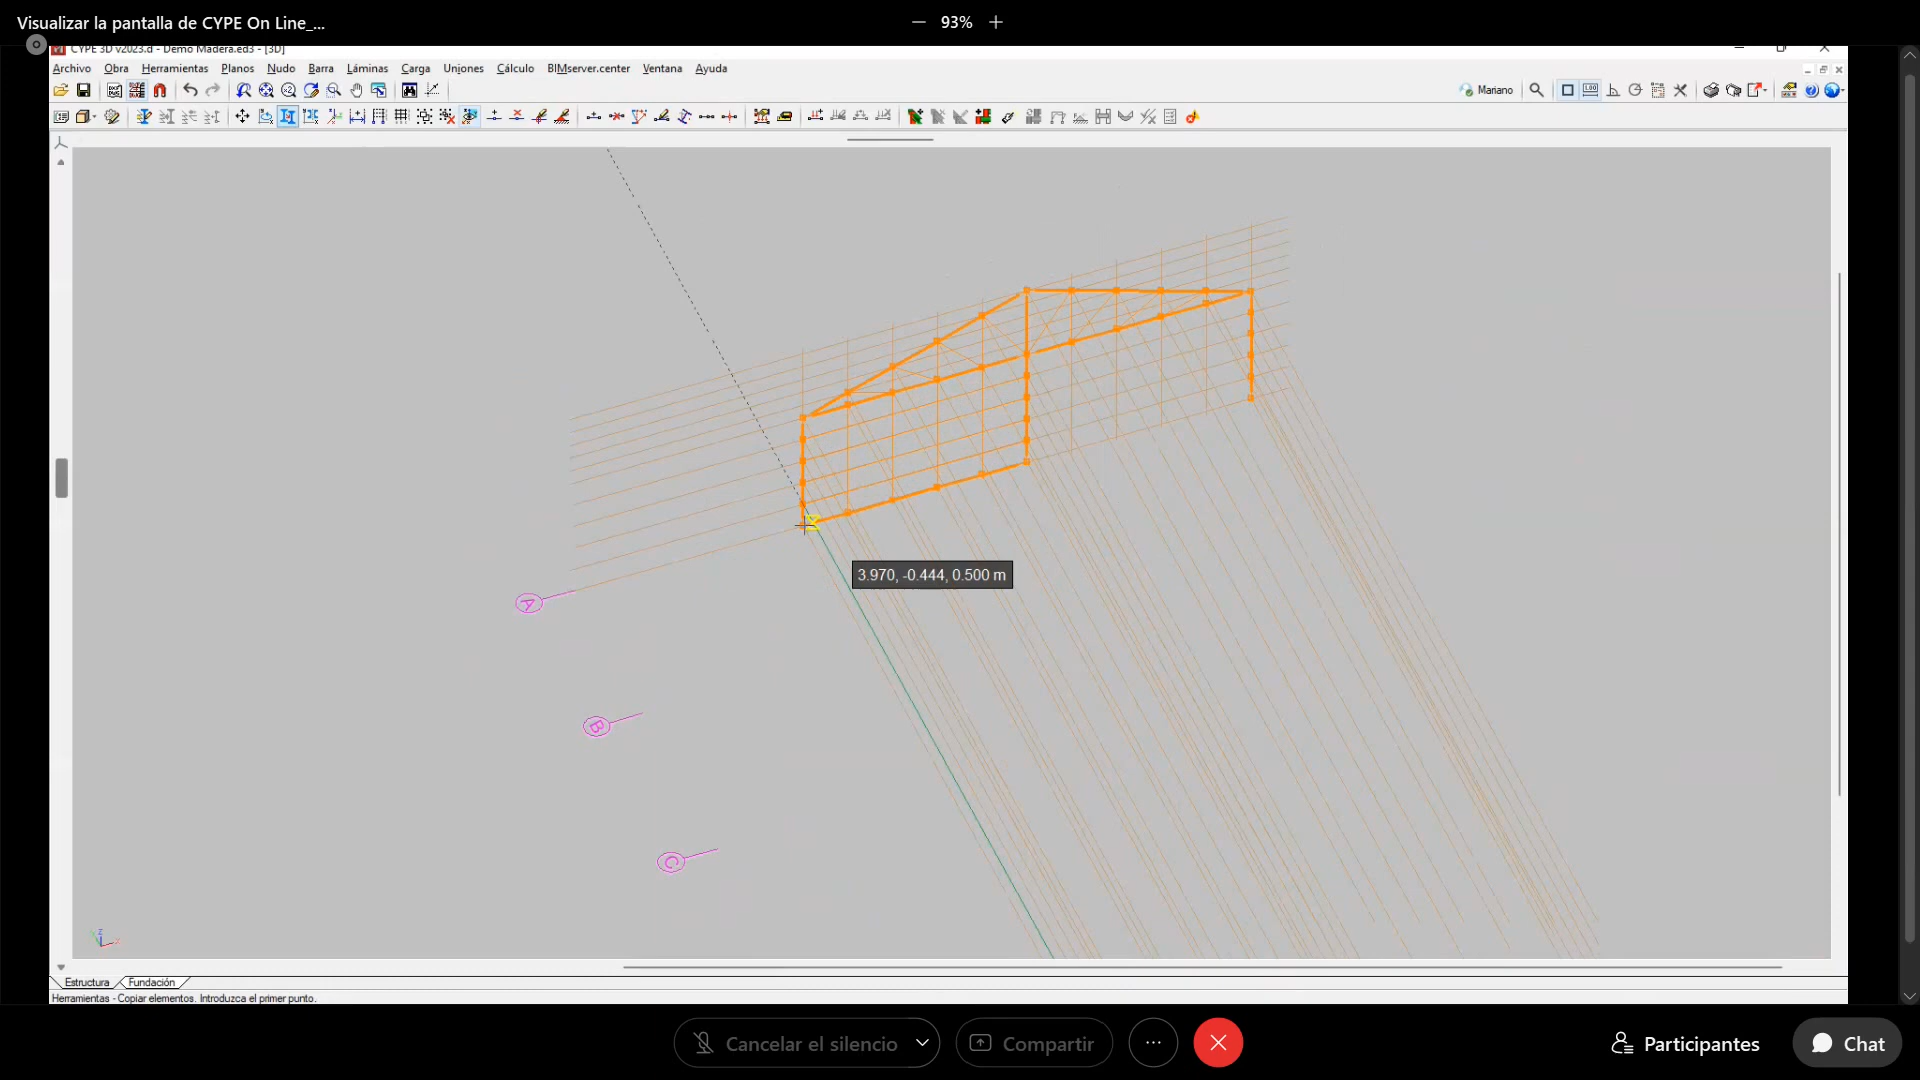 Visualizar la pantalla de CYPE On Line_...
93%
CYPE 3D v2023.d - Demo Madera.ed3 - [3D]
Archivo Obra Herramientas Planos Nudo Barra Láminas Carga Uniones Cálculo BIMserver.center Ventana Ayuda
Mariano
3.970, -0.444, 0.500 m
A
B
C
Estructura Fundación
Herramientas - Copiar elementos. Introduzca el primer punto.
Cancelar el silencio Compartir Participantes Chat